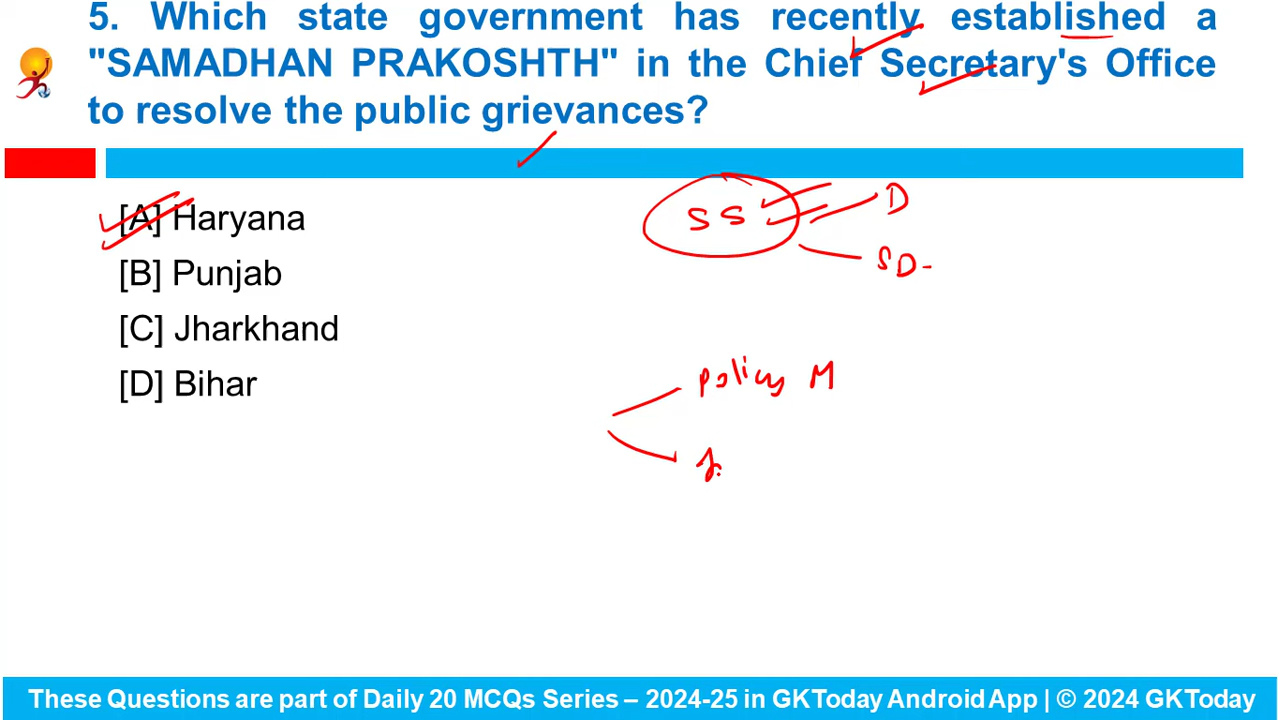 5. Which state government has recently established a
"SAMADHAN PRAKOSHTH" in the Chief Secretary's Office
to resolve the public grievances?
[A] Haryana
[B] Punjab
[C] Jharkhand
[D] Bihar
SS
D
SD-
policy M
These Questions are part of Daily 20 MCQs Series – 2024-25 in GKToday Android App | © 2024 GKToday